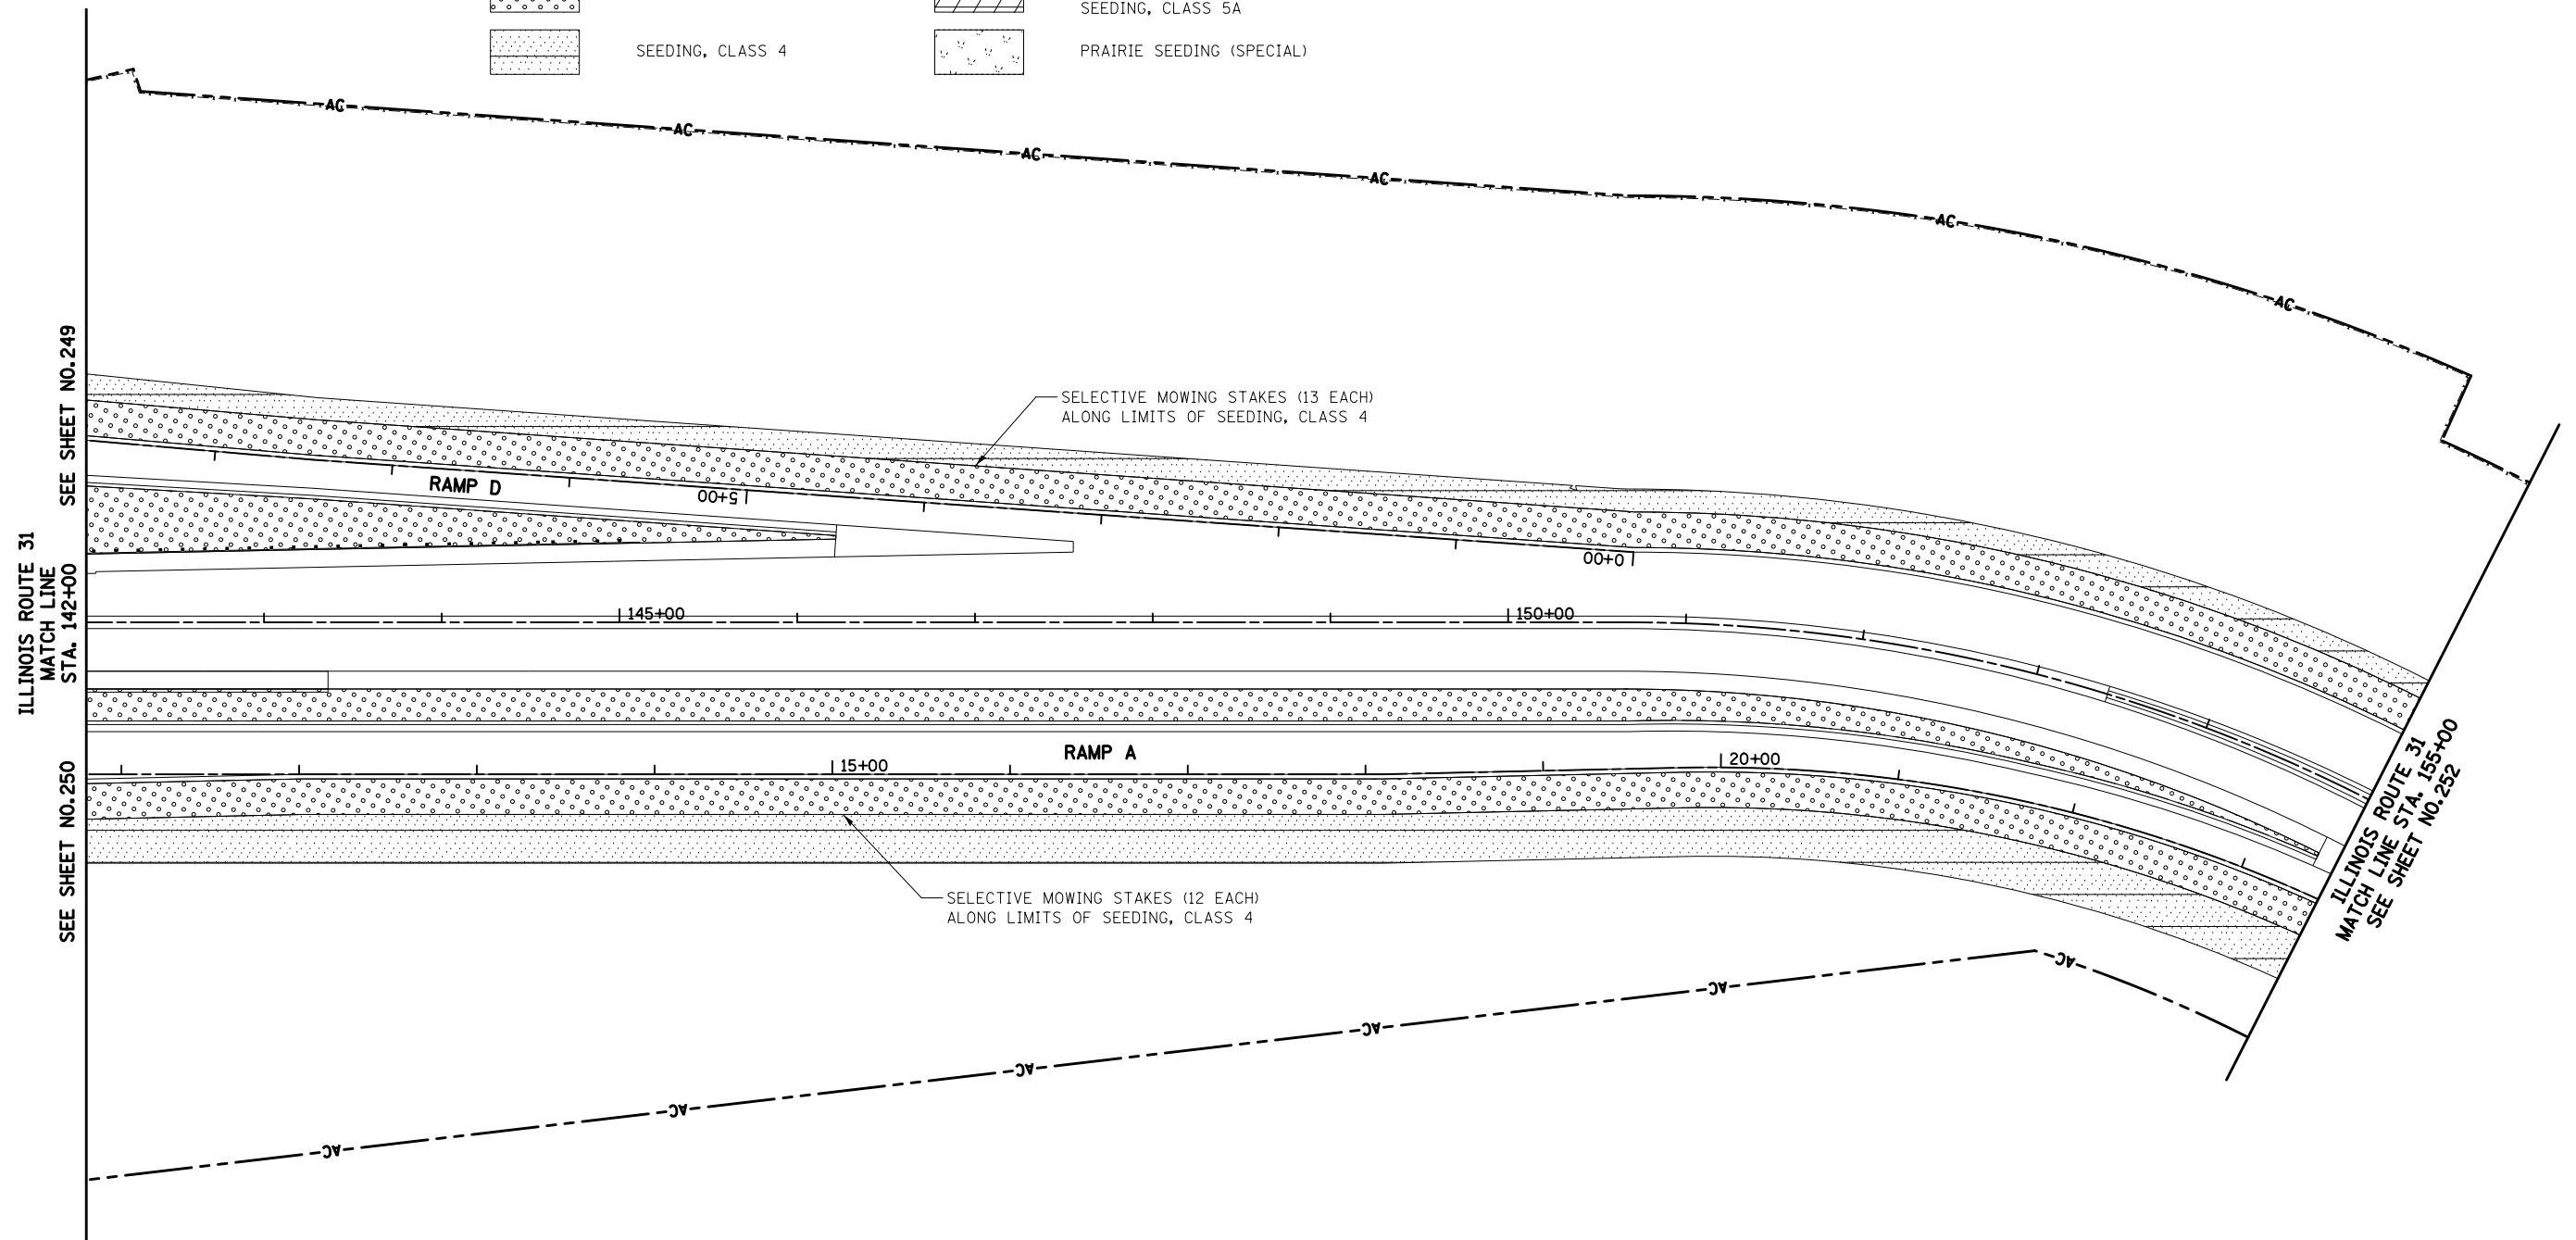 SEEDING, CLASS 5A
SEEDING, CLASS 4
PRAIRIE SEEDING (SPECIAL)
AC
AC
AC
AC
AC
AC
SEE SHEET NO.249
ILLINOIS ROUTE 31
MATCH LINE
STA. 142+00
SEE SHEET NO.250
SELECTIVE MOWING STAKES (13 EACH)
ALONG LIMITS OF SEEDING, CLASS 4
RAMP D
5+00
0+00
145+00
150+00
RAMP A
15+00
20+00
SELECTIVE MOWING STAKES (12 EACH)
ALONG LIMITS OF SEEDING, CLASS 4
ILLINOIS ROUTE 31
MATCH LINE STA. 155+00
SEE SHEET NO.252
AC
AC
AC
AC
AC
AC